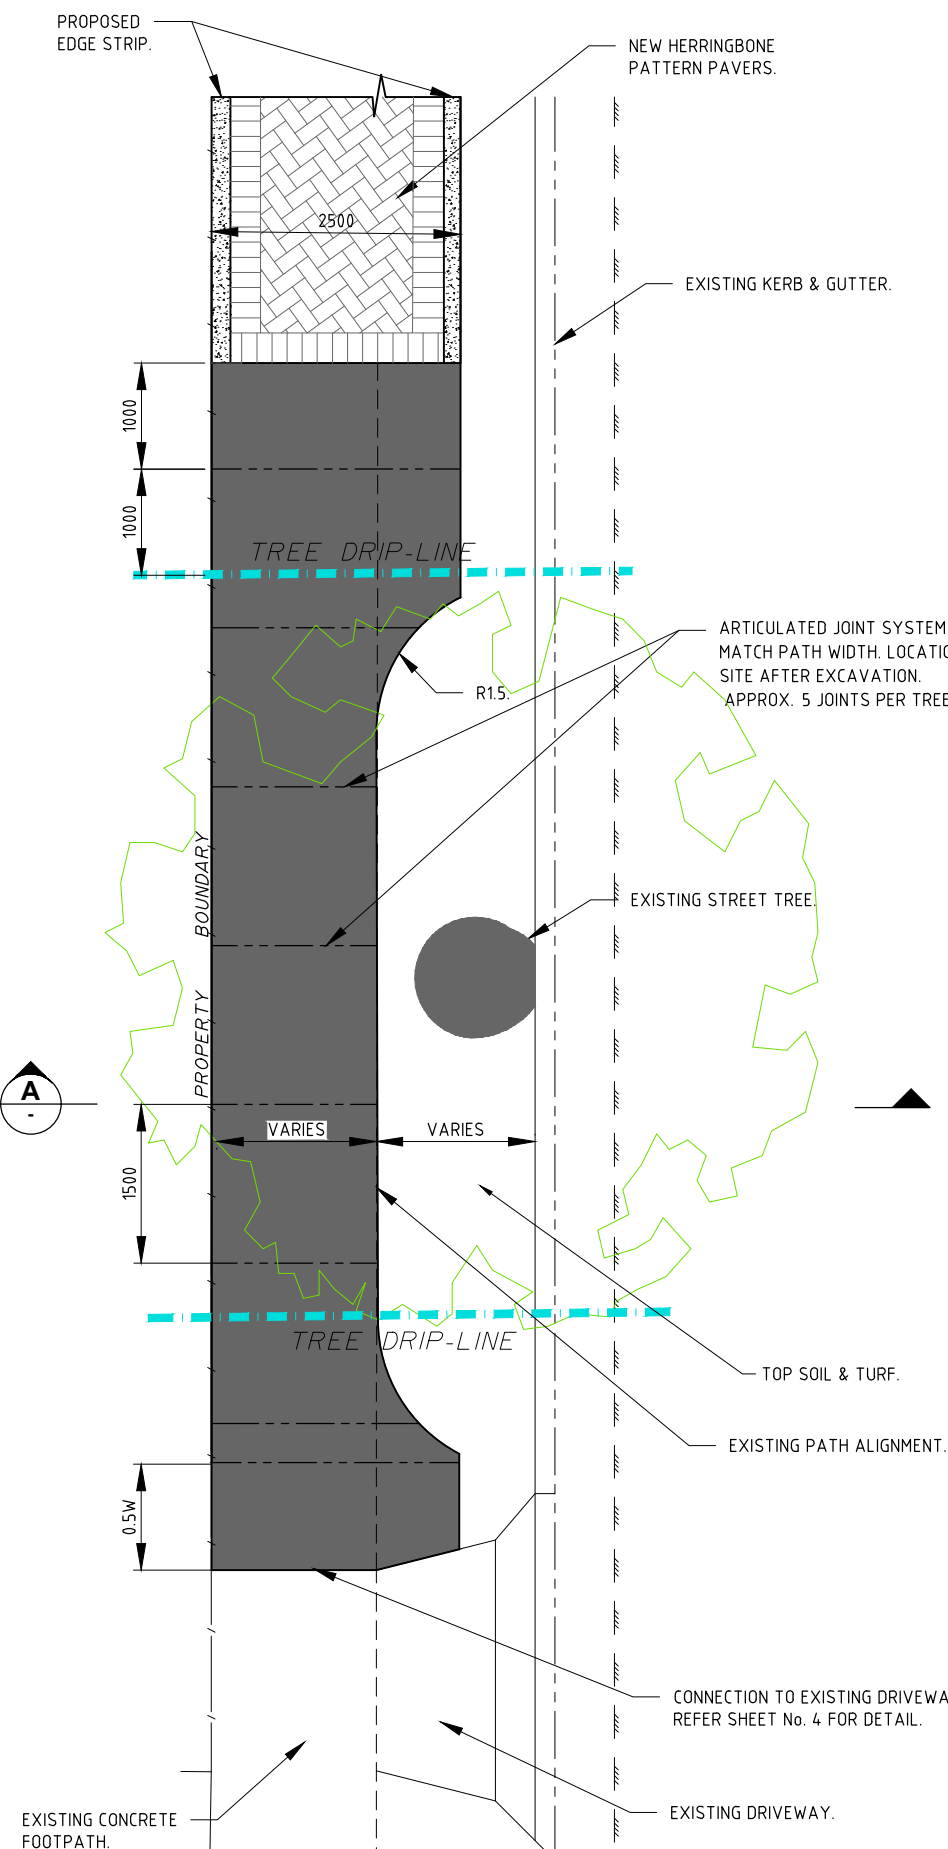 PROPOSED
EDGE STRIP.
NEW HERRINGBONE
PATTERN PAVERS.
2500
EXISTING KERB & GUTTER.
1000
1000
TREE DRIP-LINE
ARTICULATED JOINT SYSTEM
MATCH PATH WIDTH.
SITE AFTER EXCAVATION.
APPROX. 5 JOINTS PER TREE
R1.5.
PROPERTY BOUNDARY
EXISTING STREET TREE.
A
-
VARIES
VARIES
1500
TREE DRIP-LINE
TOP SOIL & TURF.
EXISTING PATH ALIGNMENT.
0.5W
CONNECTION TO EXISTING
REFER SHEET No. 4 FOR DETAIL.
EXISTING DRIVEWAY.
EXISTING CONCRETE
FOOTPATH.